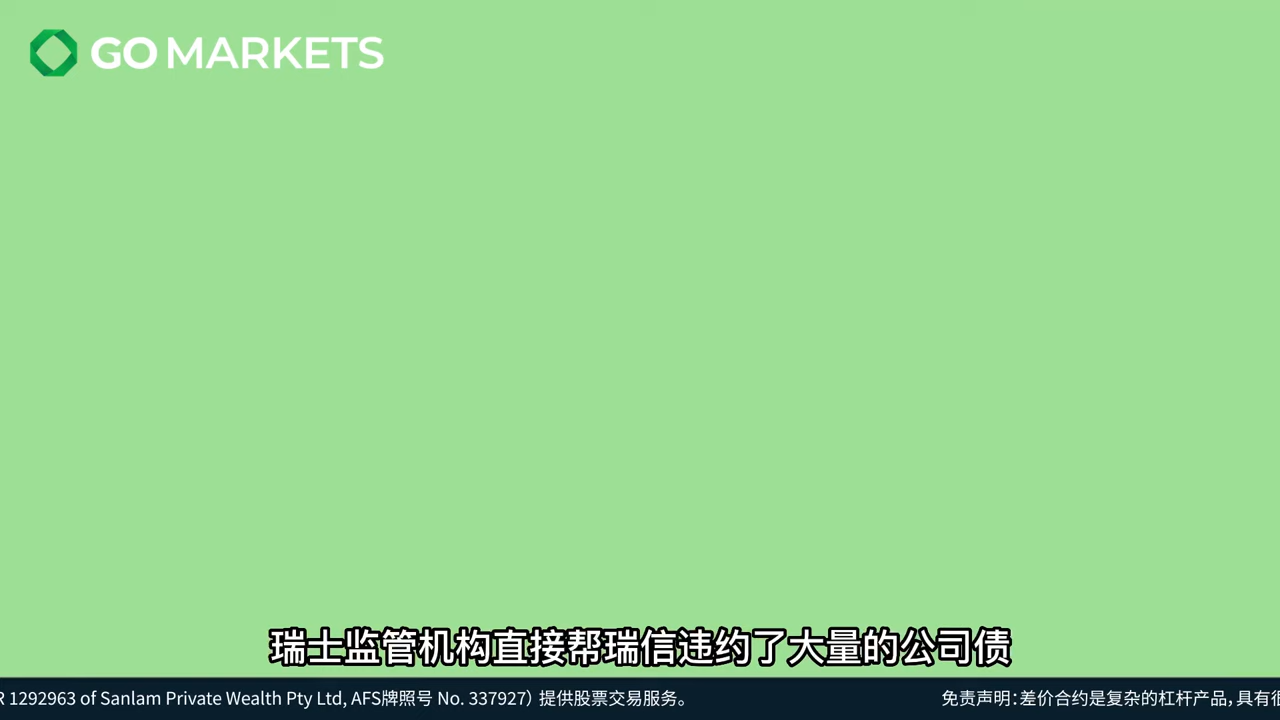 GO MARKETS
瑞士监管机构直接帮瑞信违约了大量的公司债
R 1292963 of Sanlam Private Wealth Pty Ltd, AFS牌照号 No. 337927）提供股票交易服务。 免责声明：差价合约是复杂的杠杆产品，具有很